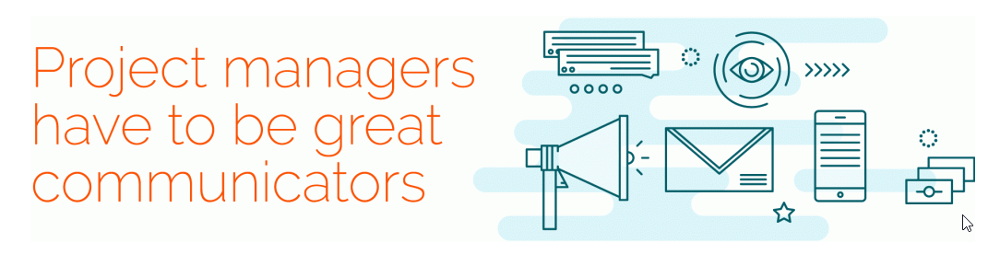 Project managers
have to be great
communicators